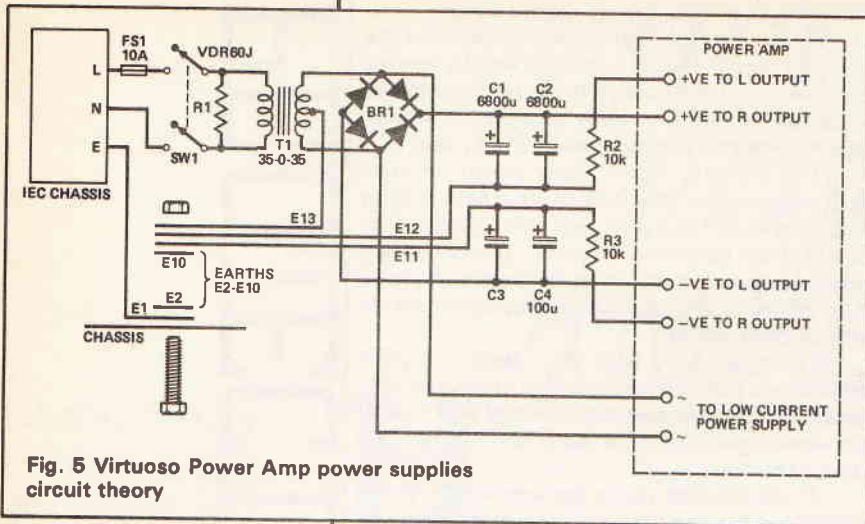 FS1
10A
VDR60J
L
N
E
R1
SW1
T1
35-0-35
IEC CHASSIS
BR1
C1
6800u
C2
6800u
R2
10k
R3
10k
C3
C4
100u
E13
E12
E11
E10
EARTHS
E2-E10
E1
E2
CHASSIS
POWER AMP
+VE TO L OUTPUT
+VE TO R OUTPUT
−VE TO L OUTPUT
−VE TO R OUTPUT
~
TO LOW CURRENT
POWER SUPPLY
~
Fig. 5 Virtuoso Power Amp power supplies
circuit theory